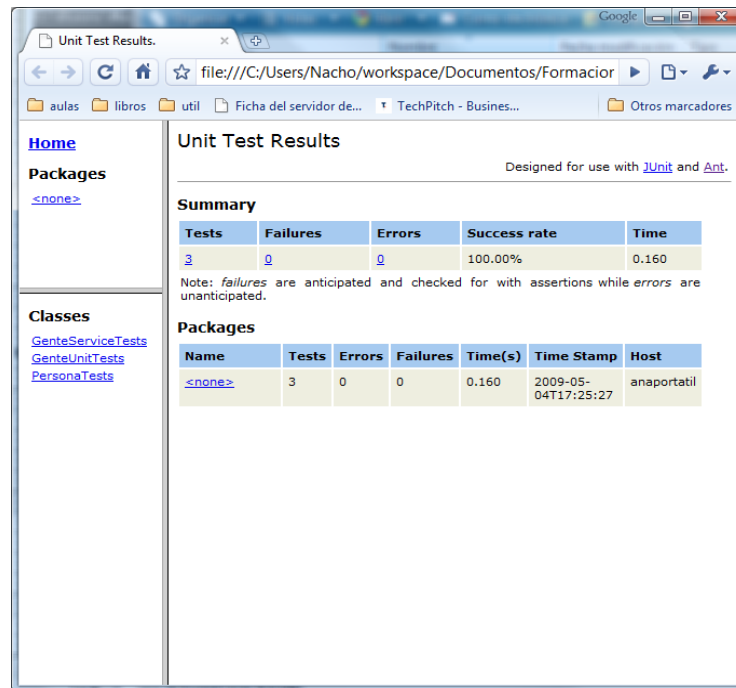 Google
Unit Test Results.
file:///C:/Users/Nacho/workspace/Documentos/Formacior
aulas libros util Ficha del servidor de... TechPitch - Busines... Otros marcadores
Home
Packages
<none>
Classes
GenteServiceTests
GenteUnitTests
PersonaTests
Unit Test Results
Designed for use with JUnit and Ant.
Summary
Tests Failures Errors Success rate Time
3 0 0 100.00% 0.160
Note: failures are anticipated and checked for with assertions while errors are
unanticipated.
Packages
Name Tests Errors Failures Time(s) Time Stamp Host
<none> 3 0 0 0.160 2009-05-
04T17:25:27 anaportatil